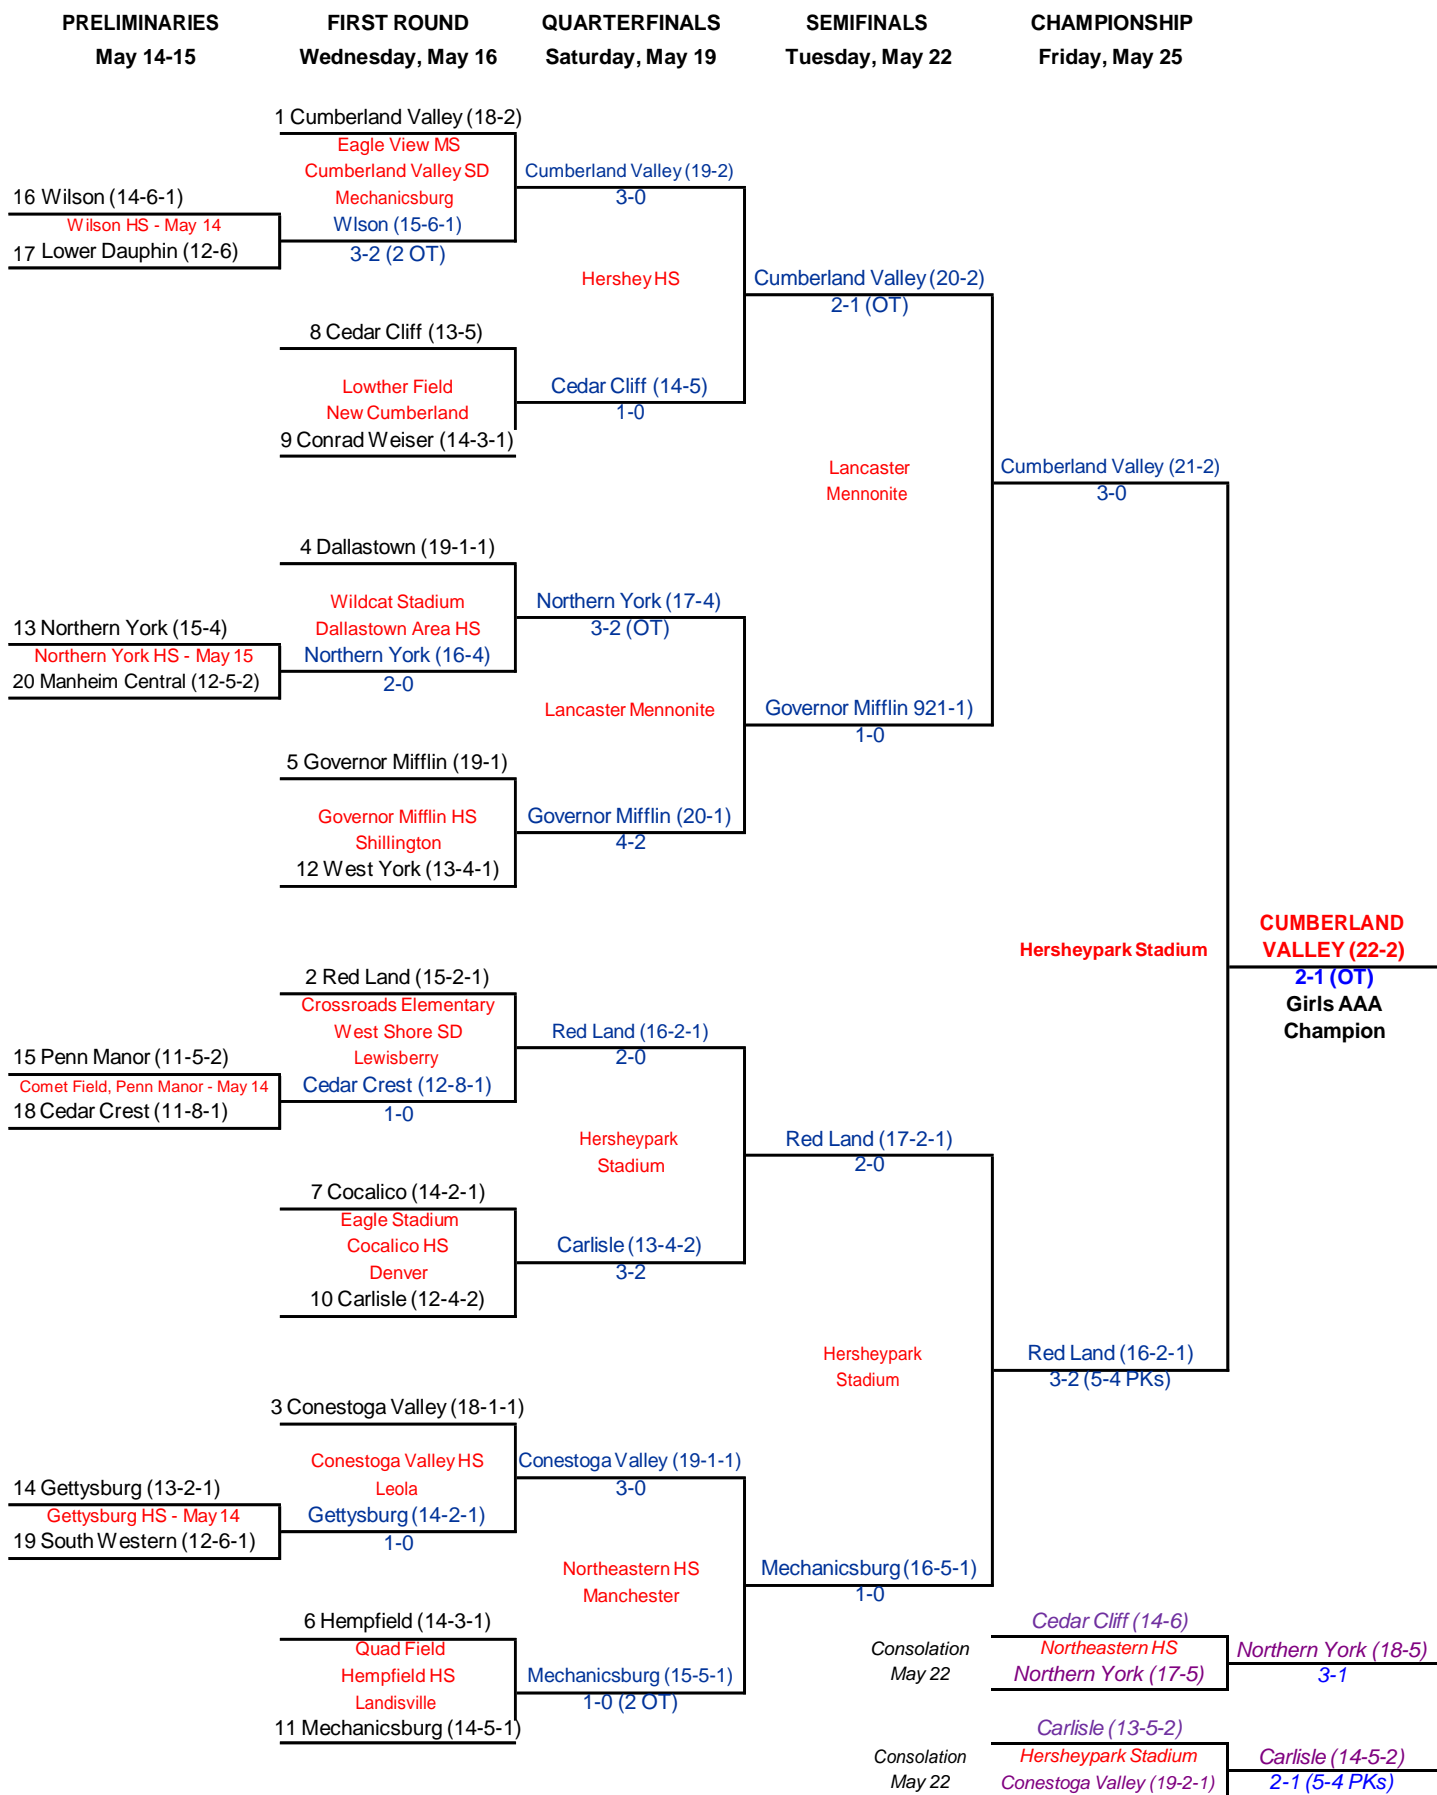 PRELIMINARIES
May 14-15
FIRST ROUND
Wednesday, May 16
QUARTERFINALS
Saturday, May 19
SEMIFINALS
Tuesday, May 22
CHAMPIONSHIP
Friday, May 25
16 Wilson (14-6-1)
Wilson HS - May 14
17 Lower Dauphin (12-6)
13 Northern York (15-4)
Northern York HS - May 15
20 Manheim Central (12-5-2)
15 Penn Manor (11-5-2)
Comet Field, Penn Manor - May 14
18 Cedar Crest (11-8-1)
14 Gettysburg (13-2-1)
Gettysburg HS - May 14
19 South Western (12-6-1)
1 Cumberland Valley (18-2)
Eagle View MS
Cumberland Valley SD
Mechanicsburg
WIson (15-6-1)
3-2 (2 OT)
8 Cedar Cliff (13-5)
Lowther Field
New Cumberland
9 Conrad Weiser (14-3-1)
4 Dallastown (19-1-1)
Wildcat Stadium
Dallastown Area HS
Northern York (16-4)
2-0
5 Governor Mifflin (19-1)
Governor Mifflin HS
Shillington
12 West York (13-4-1)
2 Red Land (15-2-1)
Crossroads Elementary
West Shore SD
Lewisberry
Cedar Crest (12-8-1)
1-0
7 Cocalico (14-2-1)
Eagle Stadium
Cocalico HS
Denver
10 Carlisle (12-4-2)
3 Conestoga Valley (18-1-1)
Conestoga Valley HS
Leola
Gettysburg (14-2-1)
1-0
6 Hempfield (14-3-1)
Quad Field
Hempfield HS
Landisville
11 Mechanicsburg (14-5-1)
Cumberland Valley (19-2)
3-0
Hershey HS
Cedar Cliff (14-5)
1-0
Northern York (17-4)
3-2 (OT)
Lancaster Mennonite
Governor Mifflin (20-1)
4-2
Red Land (16-2-1)
2-0
Hersheypark
Stadium
Carlisle (13-4-2)
3-2
Conestoga Valley (19-1-1)
3-0
Northeastern HS
Manchester
Mechanicsburg (15-5-1)
1-0 (2 OT)
Cumberland Valley (20-2)
2-1 (OT)
Lancaster
Mennonite
Governor Mifflin 921-1)
1-0
Red Land (17-2-1)
2-0
Hersheypark
Stadium
Mechanicsburg (16-5-1)
1-0
Cumberland Valley (21-2)
3-0
Hersheypark Stadium
Red Land (16-2-1)
3-2 (5-4 PKs)
CUMBERLAND
VALLEY (22-2)
2-1 (OT)
Girls AAA
Champion
Consolation
May 22
Cedar Cliff (14-6)
Northeastern HS
Northern York (17-5)
Northern York (18-5)
3-1
Consolation
May 22
Carlisle (13-5-2)
Hersheypark Stadium
Conestoga Valley (19-2-1)
Carlisle (14-5-2)
2-1 (5-4 PKs)